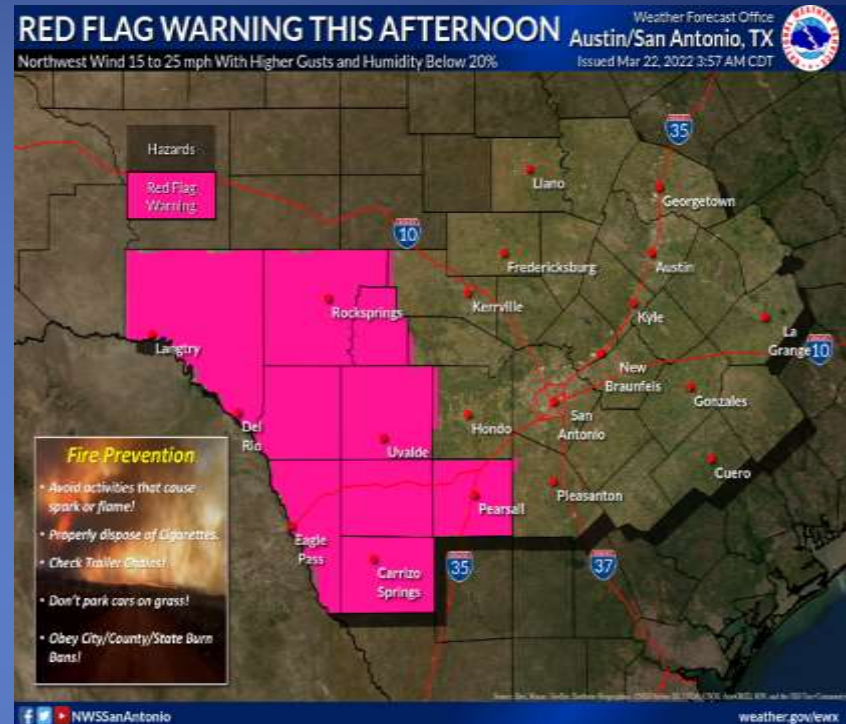 RED FLAG WARNING THIS AFTERNOON
Northwest Wind 15 to 25 mph With Higher Gusts and Humidity Below 20%
Weather Forecast Office
Austin/San Antonio, TX
Issued Mar 22, 2022 3:57 AM CDT
Hazards
Red Flag
Warning
35
Llano
Georgetown
10
Fredericksburg
Austin
Rocksprings
Kerrville
Kyle
La
Grange
10
Langtry
New
Braunfels
Gonzales
Del
Rio
Uvalde
Hondo
San
Antonio
Cuero
Pearsall
Pleasanton
Eagle
Pass
Carrizo
Springs
35
37
Fire Prevention
• Avoid activities that cause
spark or flame!
• Properly dispose of Cigarettes.
• Check Trailer Chains!
• Don't park cars on grass!
• Obey City/County/State Burn
Bans!
NWSSanAntonio
weather.gov/ewx